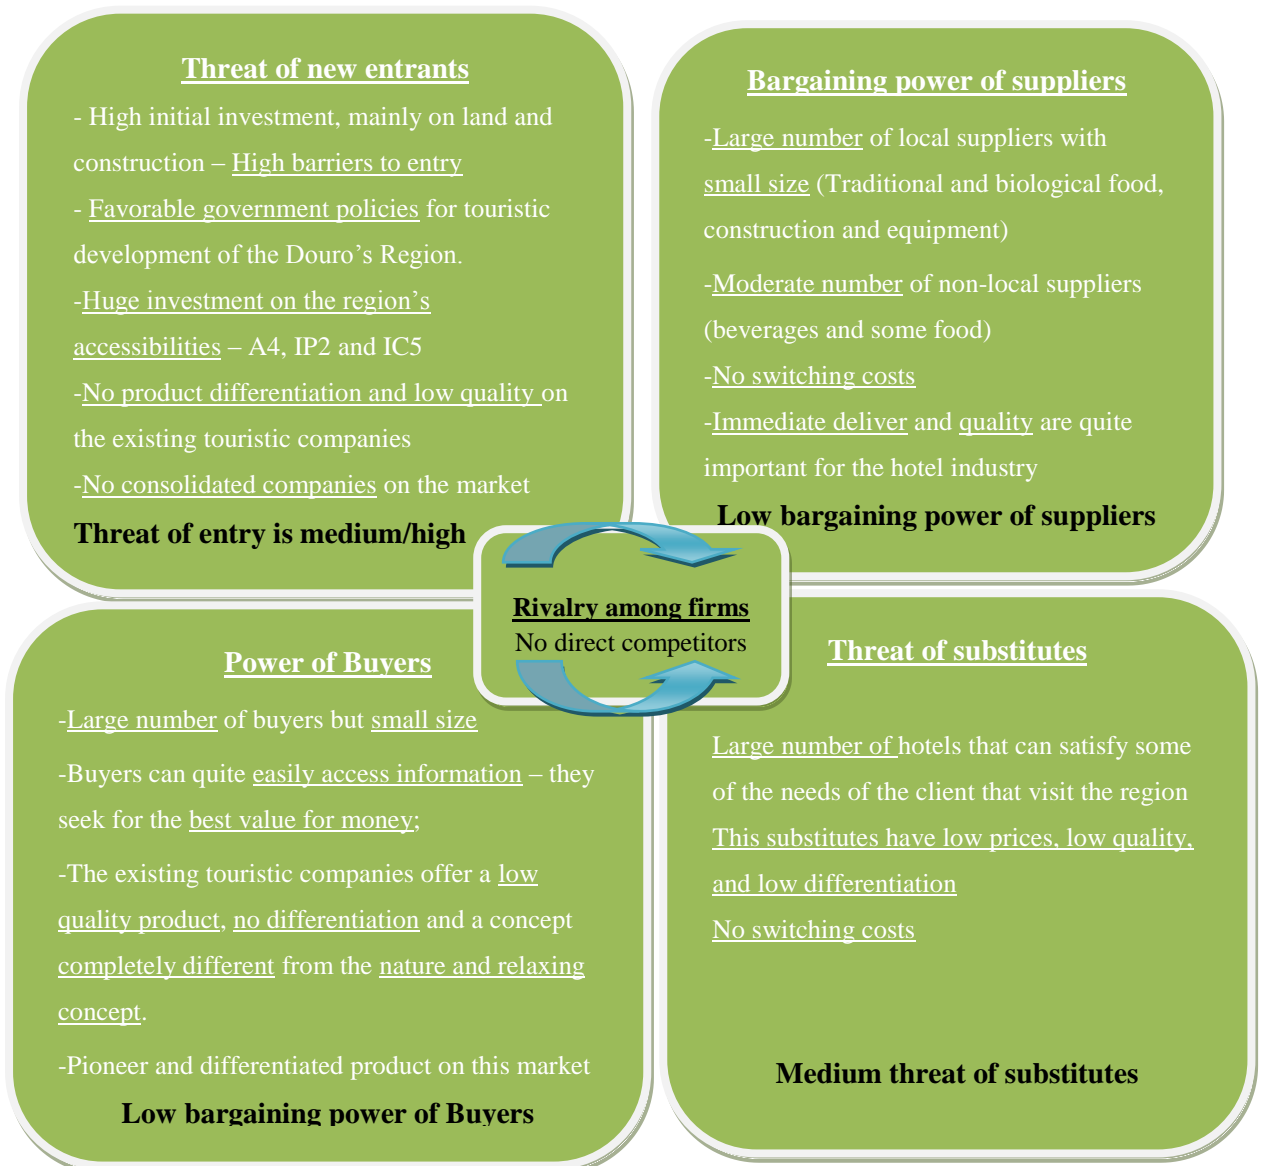 Threat of new entrants
- High initial investment, mainly on land and
construction – High barriers to entry
- Favorable government policies for touristic
development of the Douro’s Region.
-Huge investment on the region’s
accessibilities – A4, IP2 and IC5
-No product differentiation and low quality on
the existing touristic companies
-No consolidated companies on the market
Threat of entry is medium/high
Bargaining power of suppliers
-Large number of local suppliers with
small size (Traditional and biological food,
construction and equipment)
-Moderate number of non-local suppliers
(beverages and some food)
-No switching costs
-Immediate deliver and quality are quite
important for the hotel industry
Low bargaining power of suppliers
Rivalry among firms
No direct competitors
Power of Buyers
-Large number of buyers but small size
-Buyers can quite easily access information – they
seek for the best value for money;
-The existing touristic companies offer a low
quality product, no differentiation and a concept
completely different from the nature and relaxing
concept.
-Pioneer and differentiated product on this market
Low bargaining power of Buyers
Threat of substitutes
Large number of hotels that can satisfy some
of the needs of the client that visit the region
This substitutes have low prices, low quality,
and low differentiation
No switching costs
Medium threat of substitutes